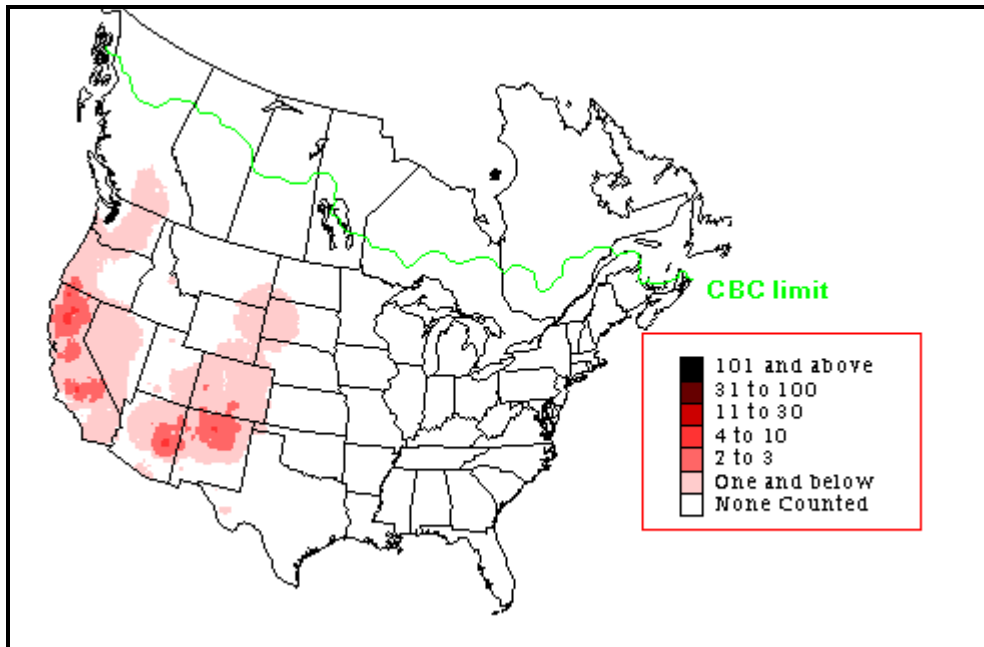 CBC limit
101 and above
31 to 100
11 to 30
4 to 10
2 to 3
One and below
None Counted